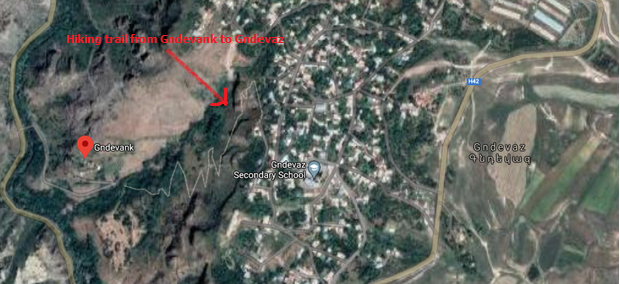 Hiking trail from Gndevank to Gndevaz
H42
Gndevank
Gndevaz
Գնդեվազ
Gndevaz
Secondary School